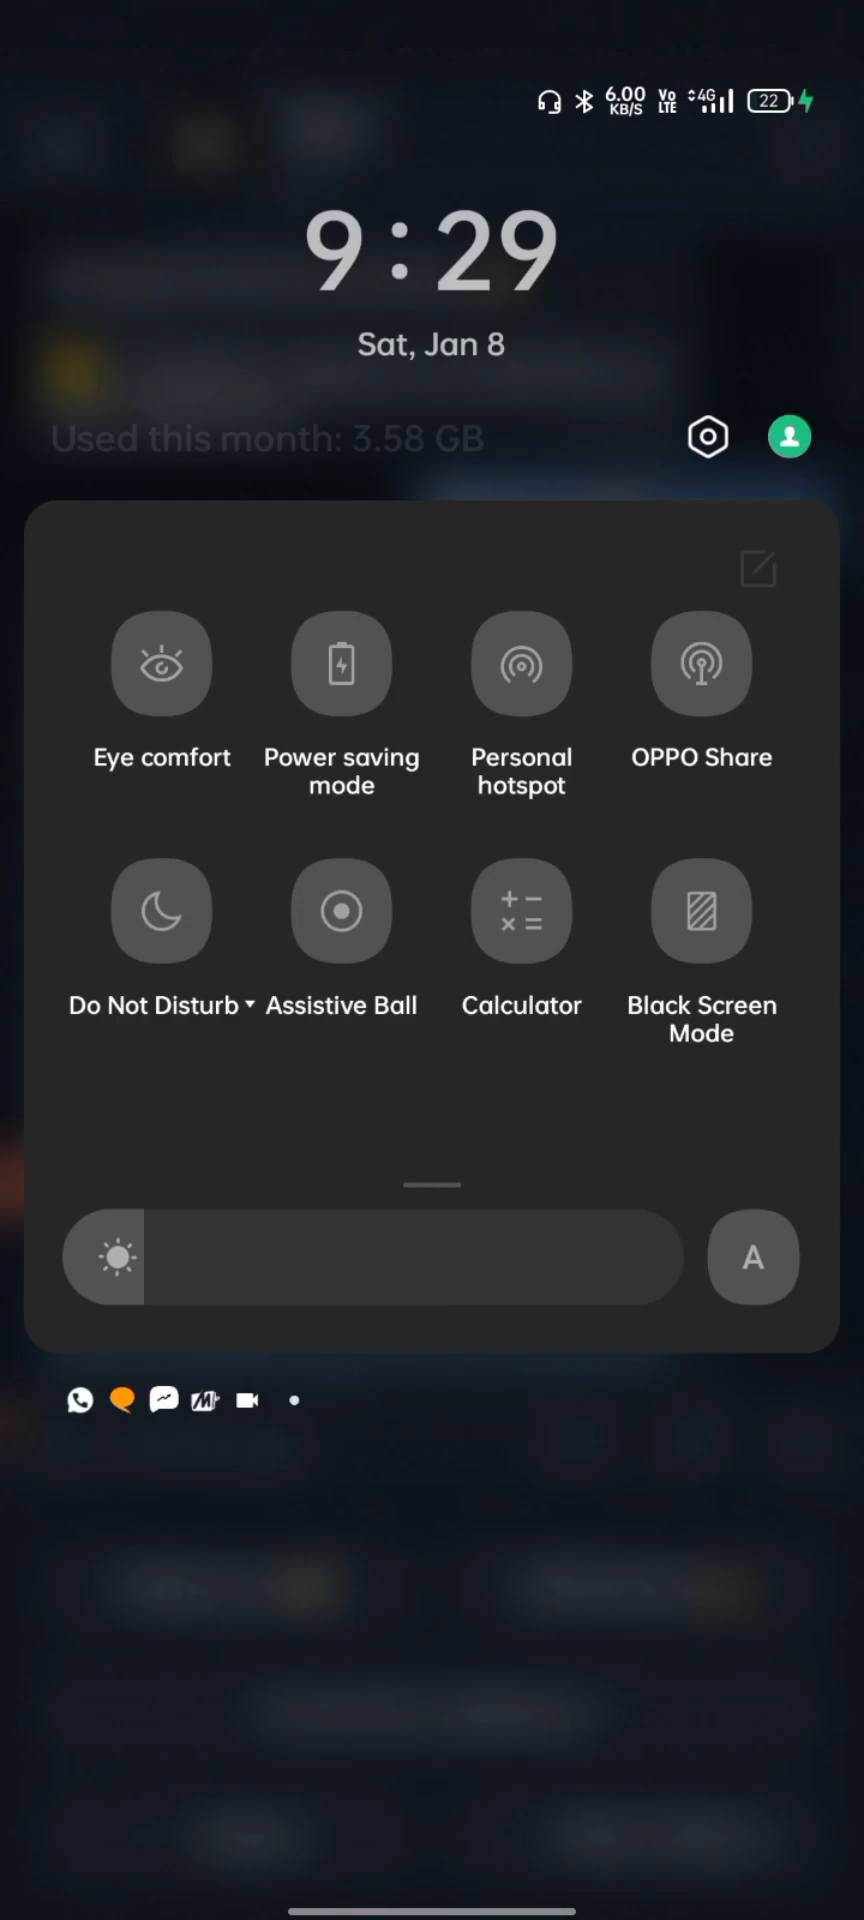 6.00
KB/S
Vo
LTE
4G
22
9:29
Sat, Jan 8
Used this month: 3.58 GB
Eye comfort
Power saving
mode
Personal
hotspot
OPPO Share
Do Not Disturb
Assistive Ball
Calculator
Black Screen
Mode
A